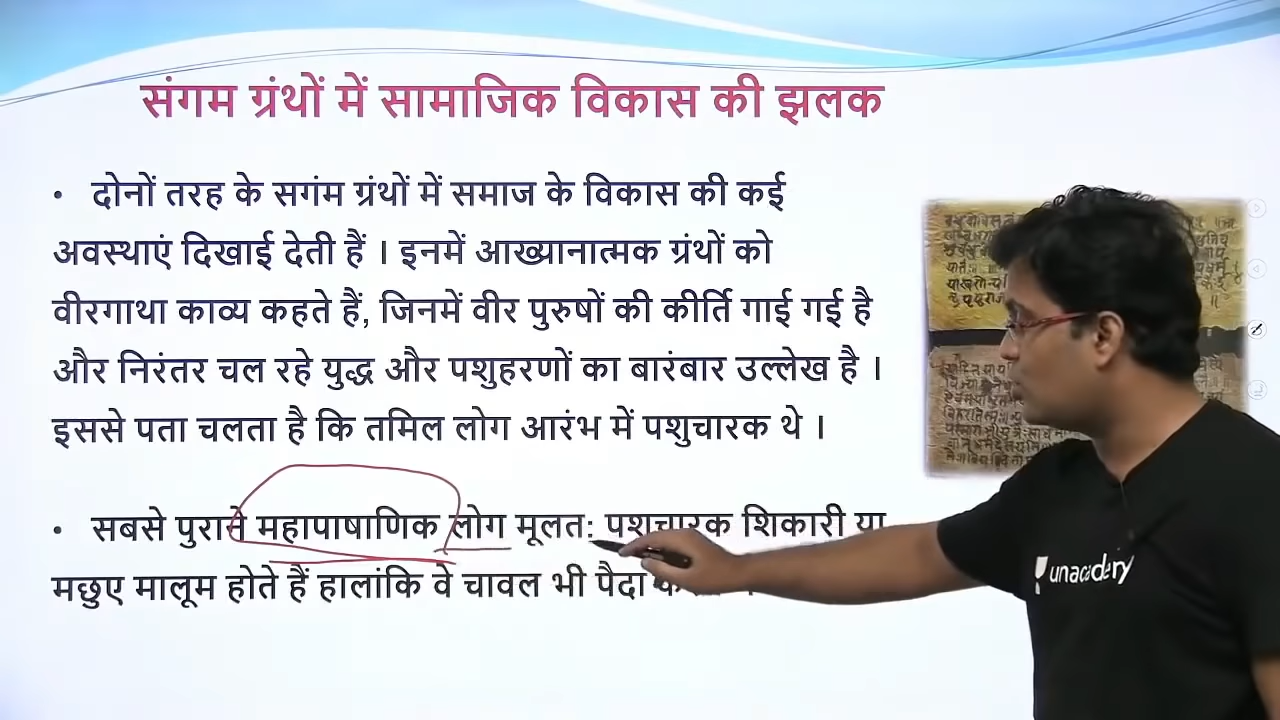 संगम ग्रंथों में सामाजिक विकास की झलक
• दोनों तरह के सगंम ग्रंथों में समाज के विकास की कई
अवस्थाएं दिखाई देती हैं । इनमें आख्यानात्मक ग्रंथों को
वीरगाथा काव्य कहते हैं, जिनमें वीर पुरुषों की कीर्ति गाई गई है
और निरंतर चल रहे युद्ध और पशुहरणों का बारंबार उल्लेख है ।
इससे पता चलता है कि तमिल लोग आरंभ में पशुचारक थे ।
• सबसे पुराने महापाषाणिक लोग मूलत: पशुचारक शिकारी या
मछुए मालूम होते हैं हालांकि वे चावल भी पैदा
unacademy